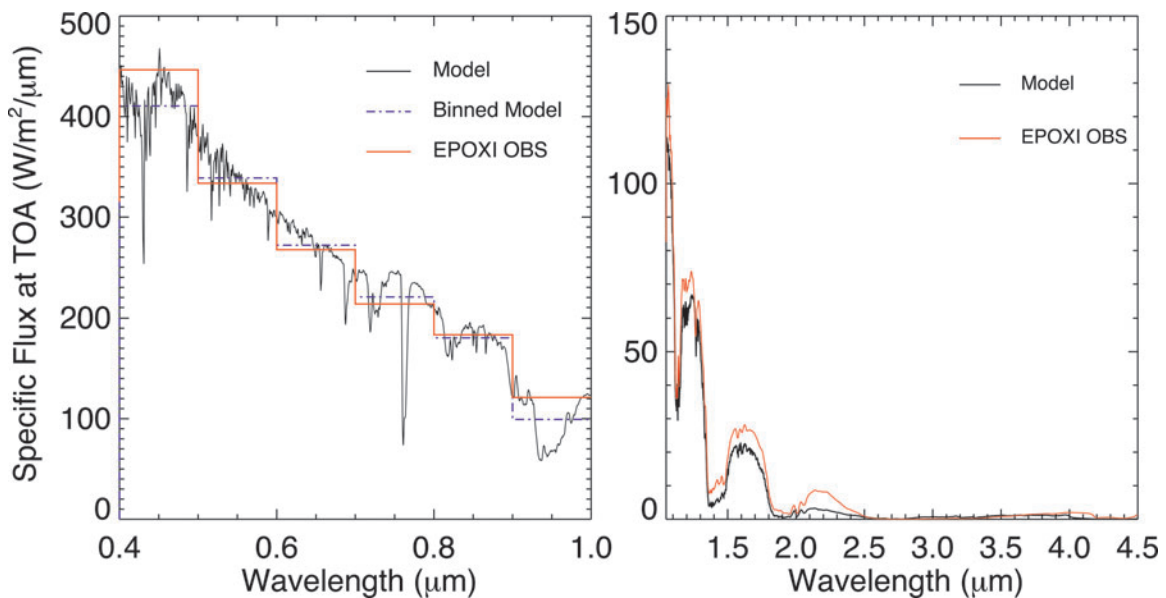 Specific Flux at TOA (W/m²/μm)
500
400
300
200
100
0
Model
Binned Model
EPOXI OBS
0.4
0.6
0.8
1.0
Wavelength (μm)
150
100
50
0
Model
EPOXI OBS
1.5
2.0
2.5
3.0
3.5
4.0
4.5
Wavelength (μm)